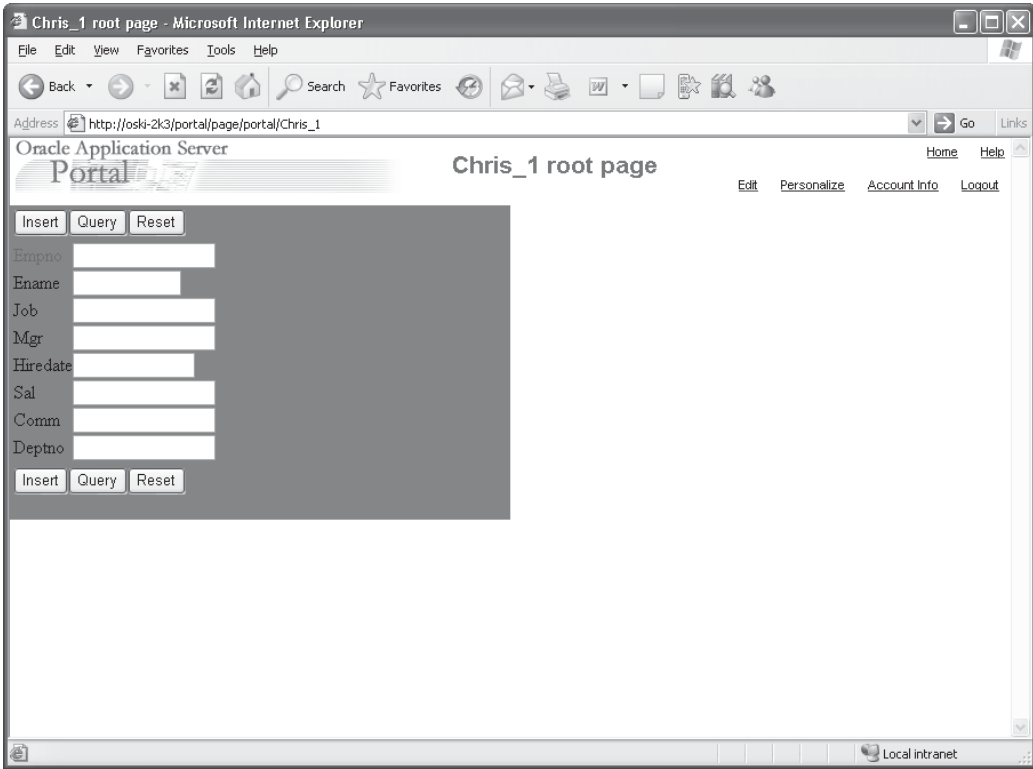 Chris_1 root page - Microsoft Internet Explorer
File Edit View Favorites Tools Help
Back Search Favorites
Address http://oski-2k3/portal/page/portal/Chris_1 Go Links
Oracle Application Server
Portal
Chris_1 root page
Home Help
Edit Personalize Account Info Logout
Insert Query Reset
Empno
Ename
Job
Mgr
Hiredate
Sal
Comm
Deptno
Insert Query Reset
Local intranet